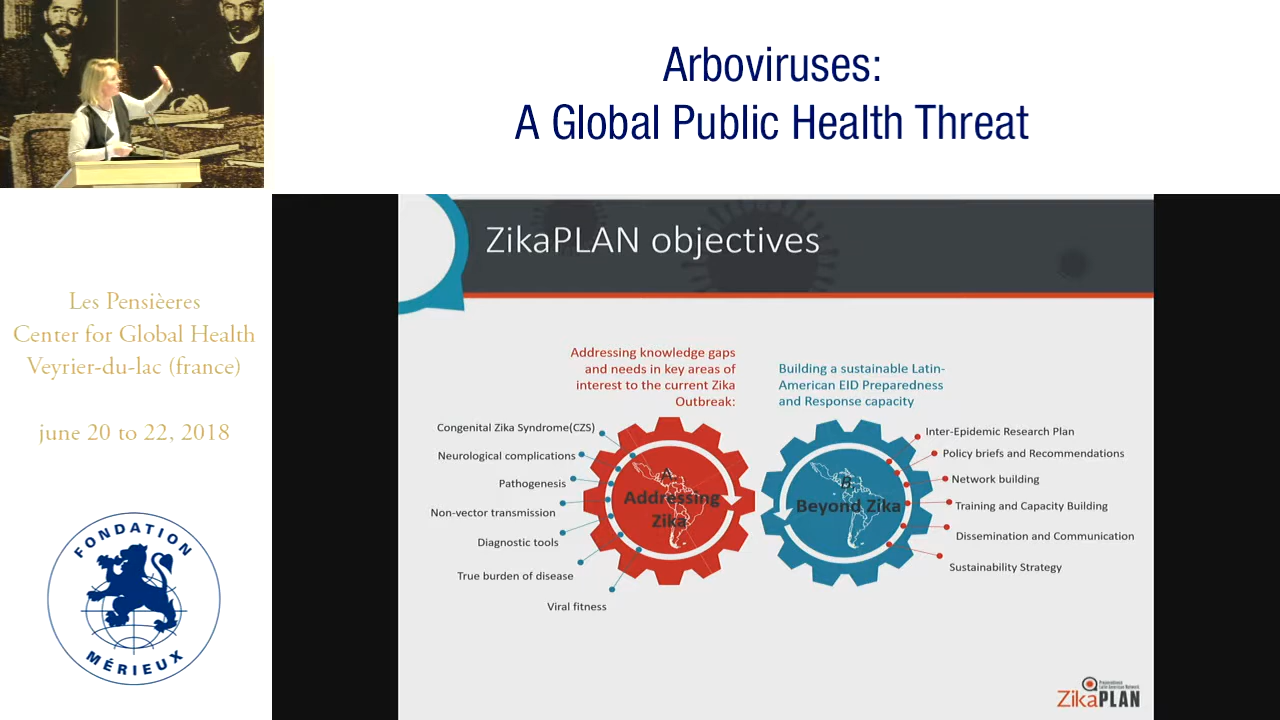 Arboviruses:
A Global Public Health Threat
Les Pensièeres
Center for Global Health
Veyrier-du-lac (france)
june 20 to 22, 2018
FONDATION
MÉRIEUX
ZikaPLAN objectives
Addressing knowledge gaps
and needs in key areas of
interest to the current Zika
Outbreak:
Congenital Zika Syndrome(CZS)
Neurological complications
Pathogenesis
Non-vector transmission
Diagnostic tools
True burden of disease
Viral fitness
A.
Addressing
Zika
Building a sustainable Latin-
American EID Preparedness
and Response capacity
B.
Beyond Zika
Inter-Epidemic Research Plan
Policy briefs and Recommendations
Network building
Training and Capacity Building
Dissemination and Communication
Sustainability Strategy
Preparedness
Latin American Network
ZikaPLAN